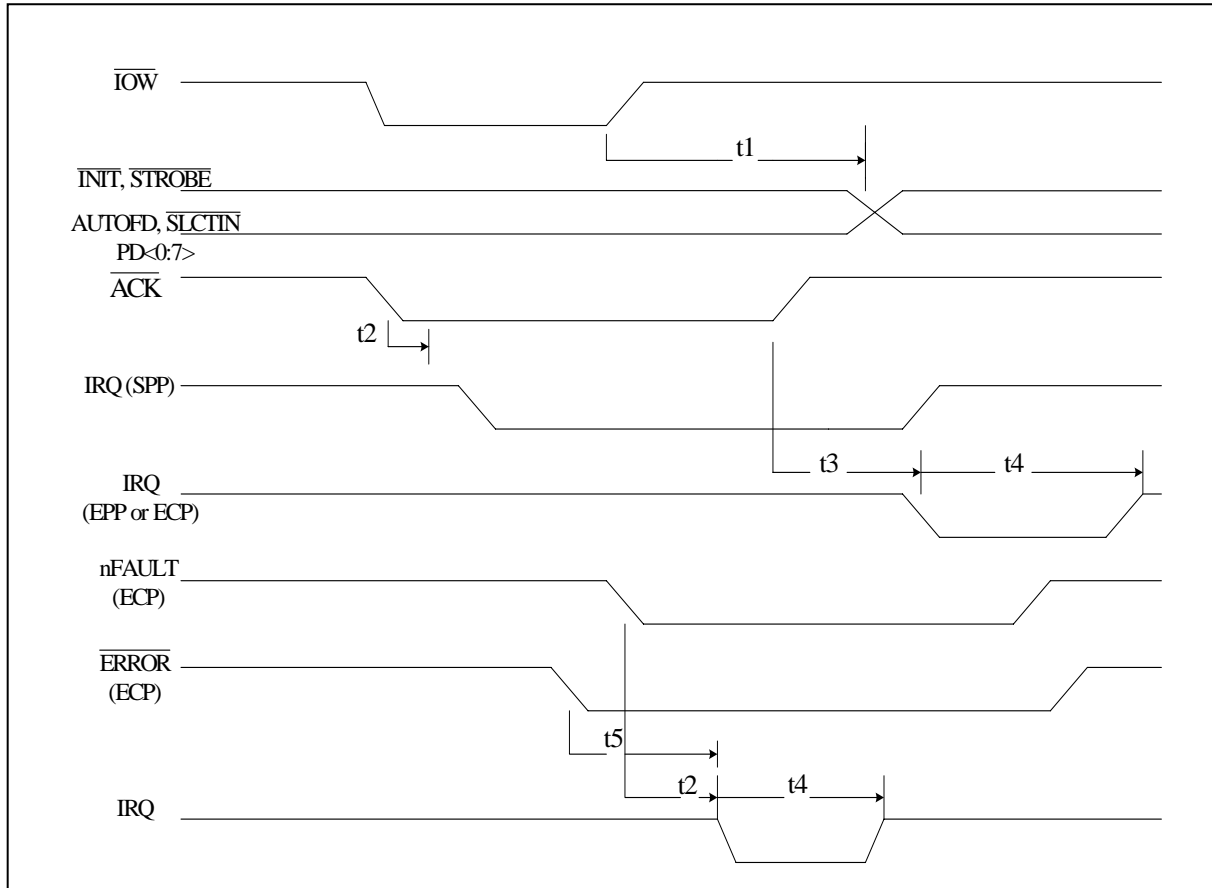 IOW
t1
INIT, STROBE
AUTOFD, SLCTIN
PD<0:7>
ACK
t2
IRQ (SPP)
t3
t4
IRQ
(EPP or ECP)
nFAULT
(ECP)
ERROR
(ECP)
t5
t2
t4
IRQ